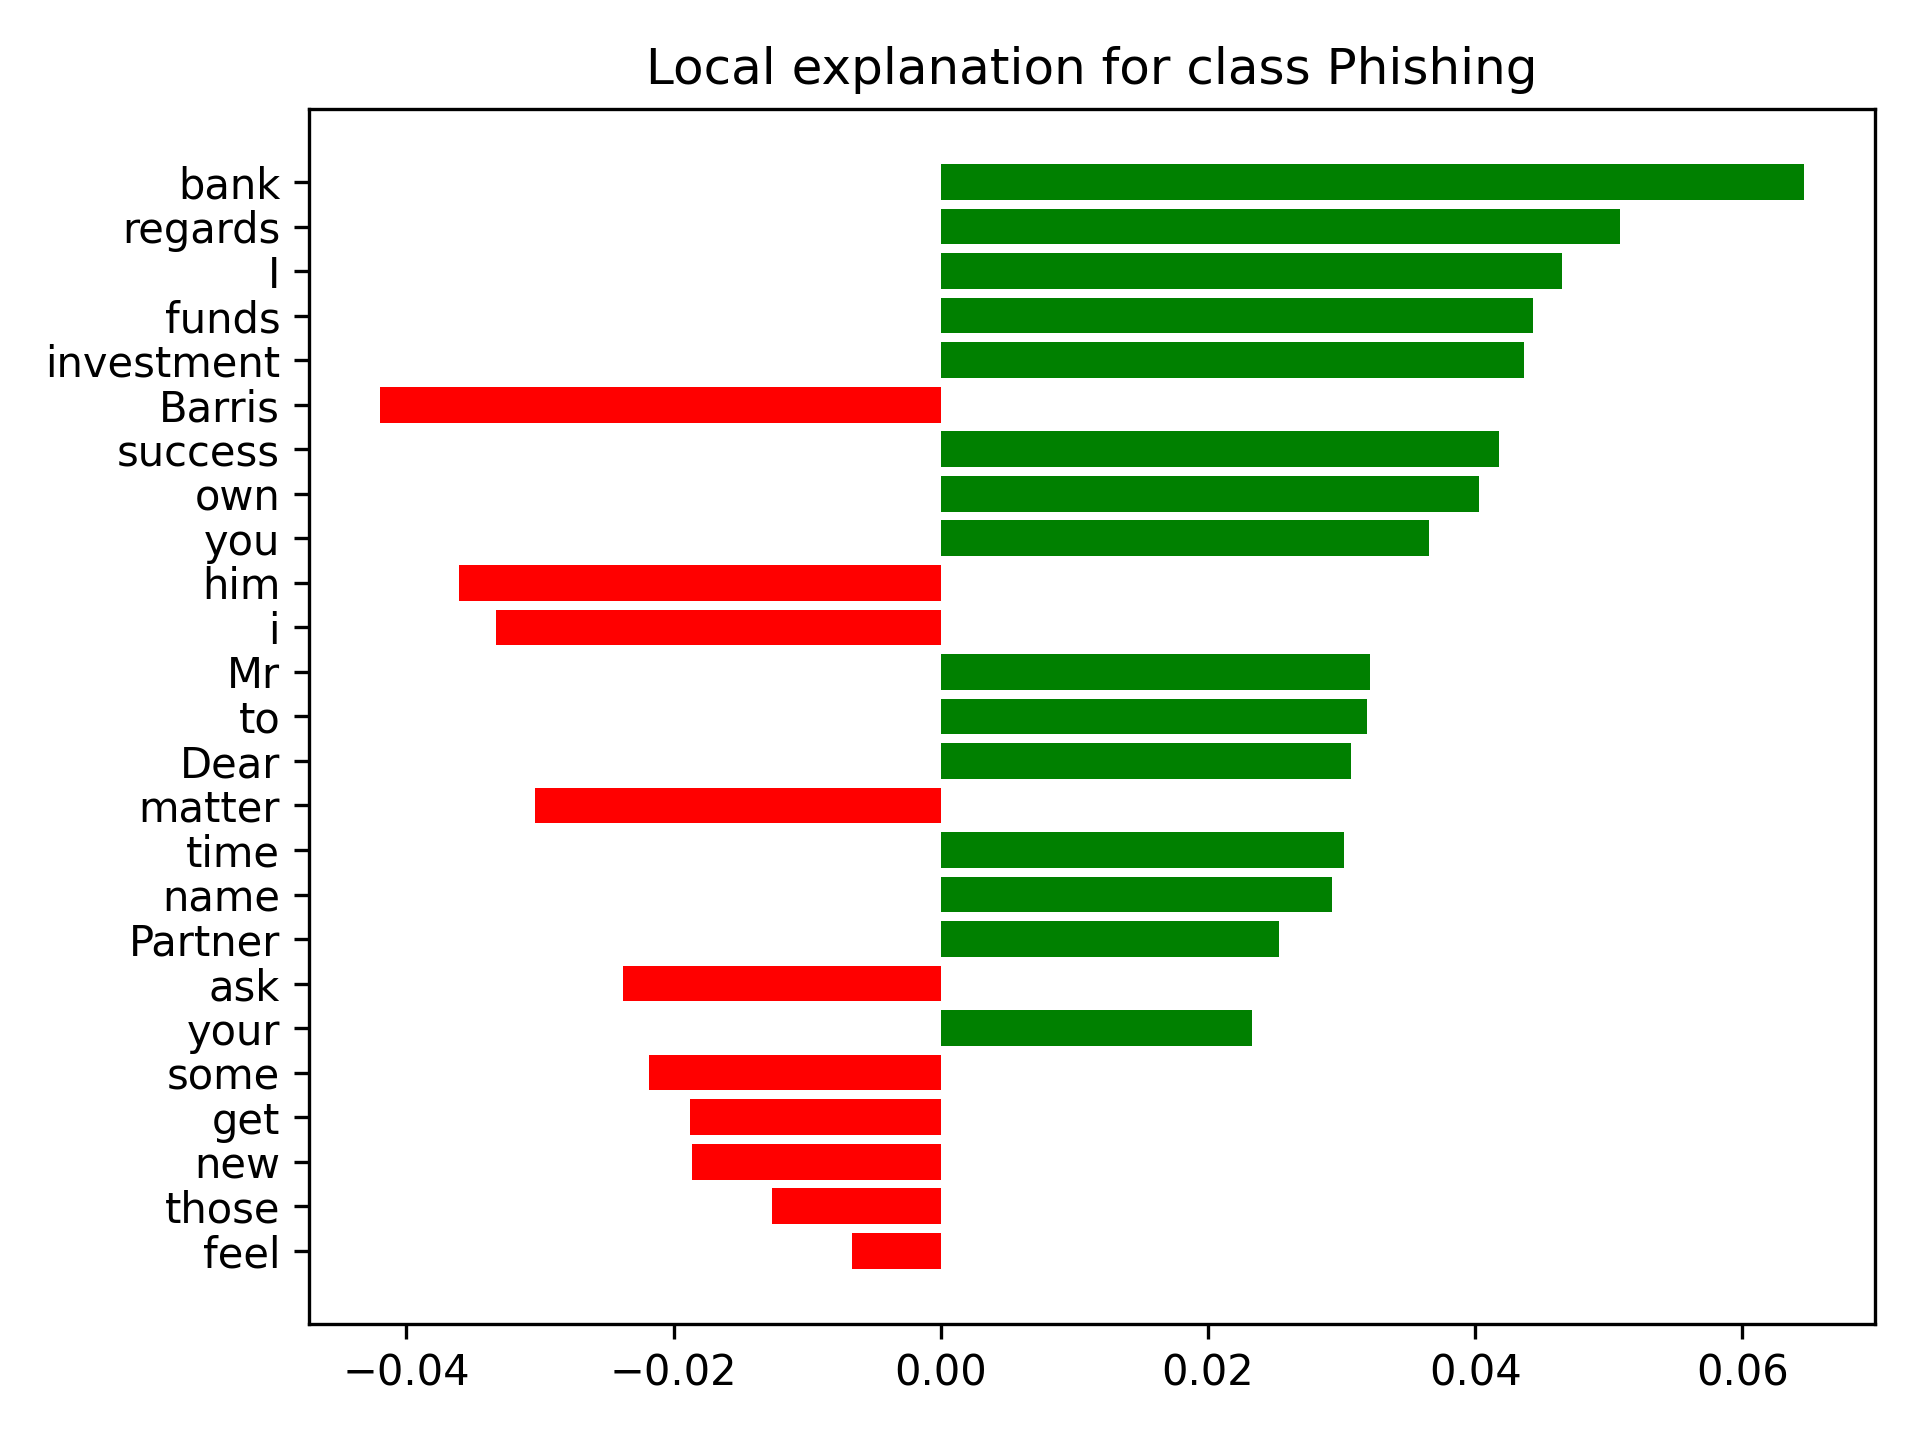 Local explanation for class Phishing
bank
regards
I
funds
investment
Barris
success
own
you
him
i
Mr
to
Dear
matter
time
name
Partner
ask
your
some
get
new
those
feel
−0.04 −0.02 0.00 0.02 0.04 0.06